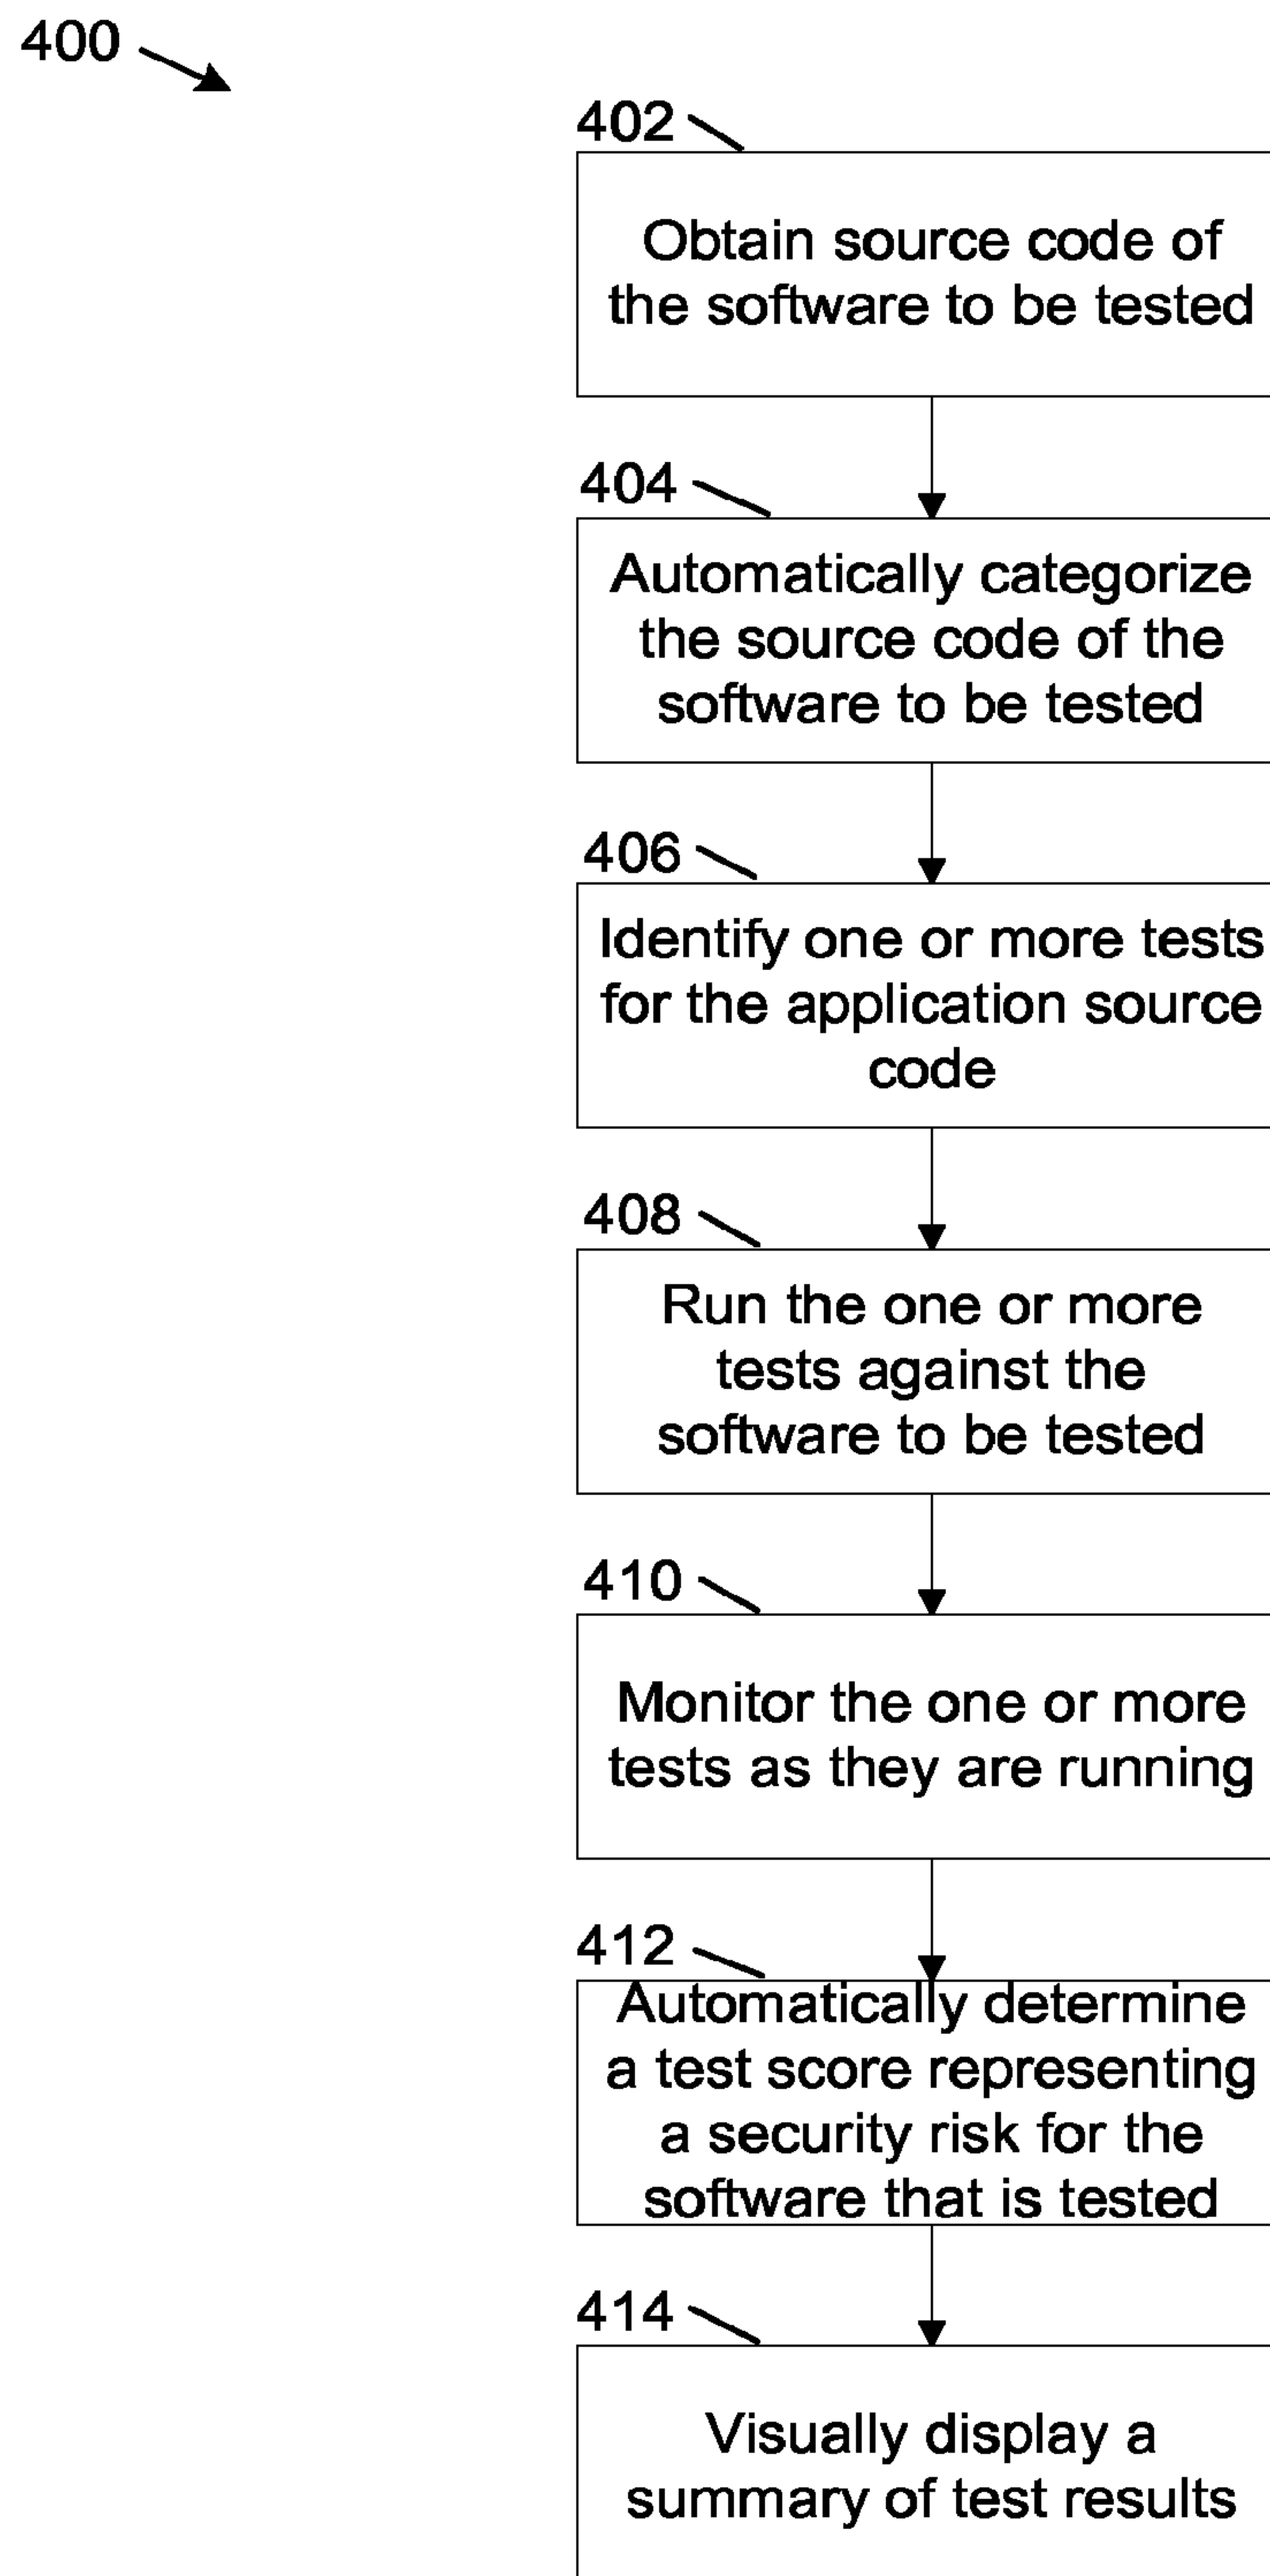 400
402
Obtain source code of
the software to be tested
404
Automatically categorize
the source code of the
software to be tested
406
Identify one or more tests
for the application source
code
408
Run the one or more
tests against the
software to be tested
410
Monitor the one or more
tests as they are running
412
Automatically determine
a test score representing
a security risk for the
software that is tested
414
Visually display a
summary of test results